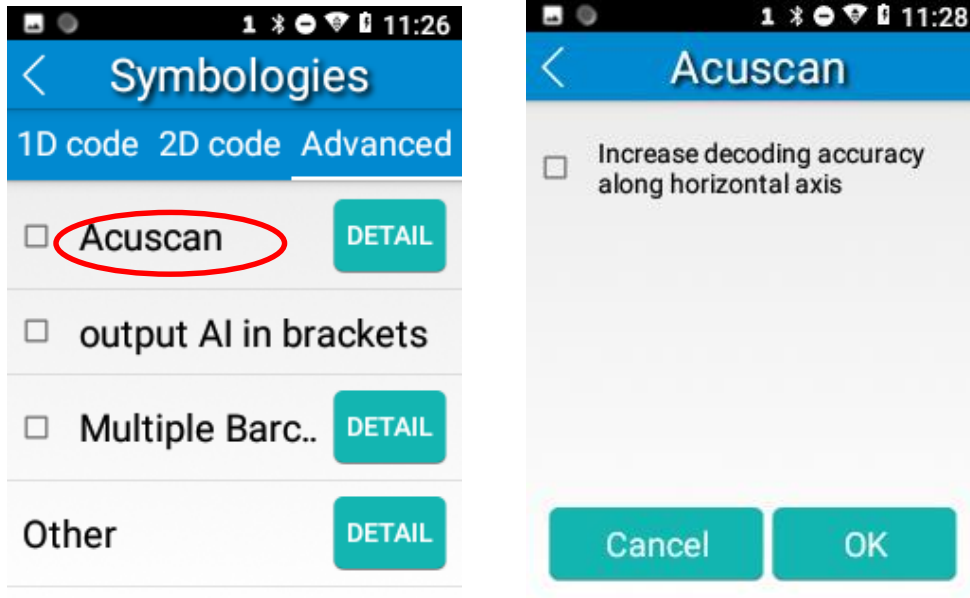 1 11:26
Symbologies
1D code 2D code Advanced
Acuscan DETAIL
output AI in brackets
Multiple Barc.. DETAIL
Other DETAIL
1 11:28
Acuscan
Increase decoding accuracy
along horizontal axis
Cancel OK